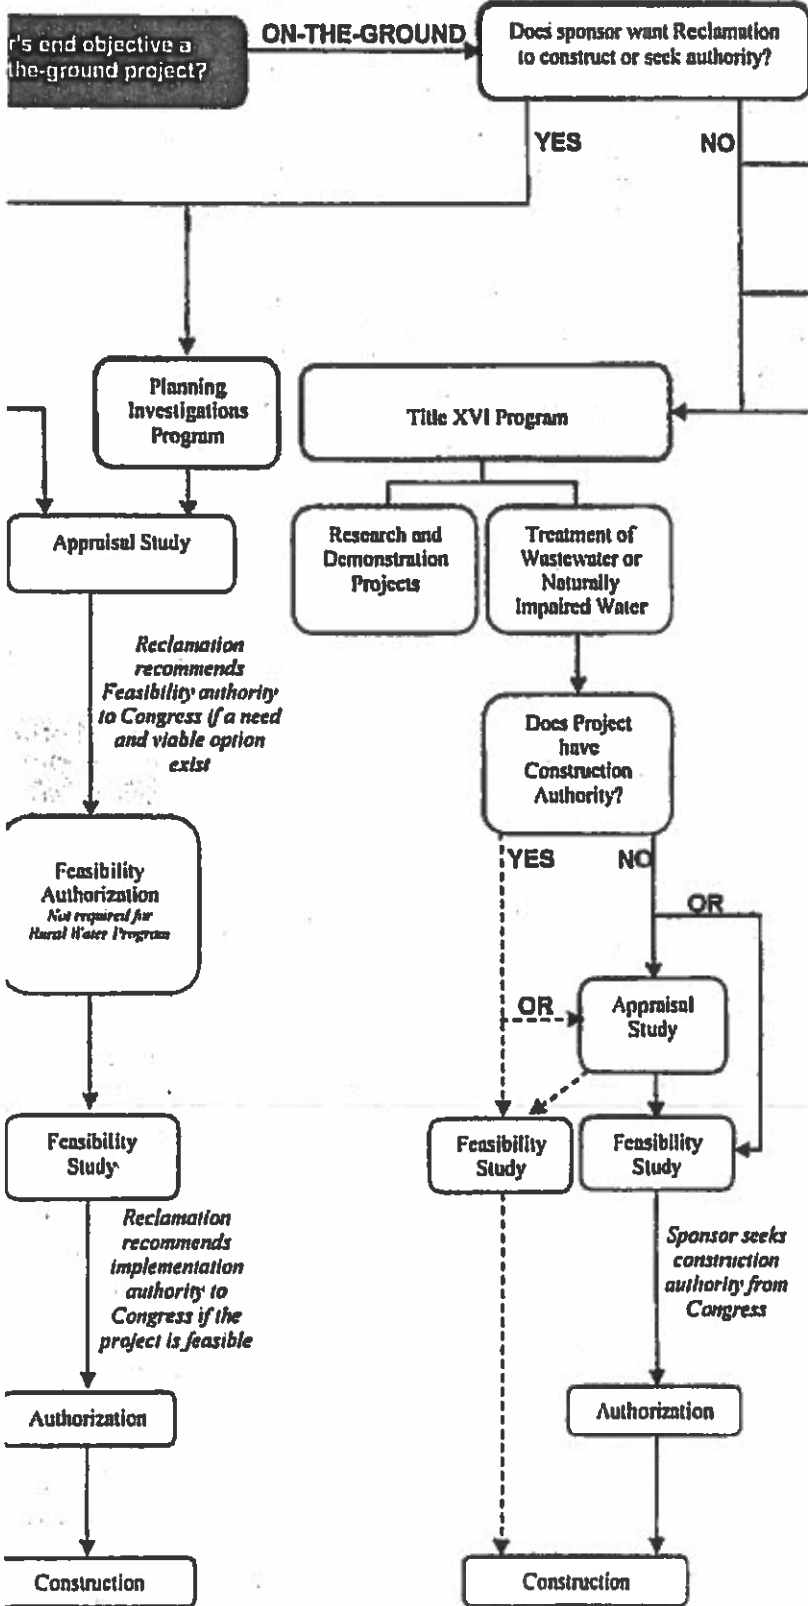 r's end objective a
the-ground project?
ON-THE-GROUND
Does sponsor want Reclamation
to construct or seek authority?
YES
NO
Planning
Investigations
Program
Title XVI Program
Appraisal Study
Research and
Demonstration
Projects
Treatment of
Wastewater or
Naturally
Impaired Water
Reclamation
recommends
Feasibility authority
to Congress if a need
and viable option
exist
Does Project
have
Construction
Authority?
YES
NO
Feasibility
Authorization
Not required for
Rural Water Program
OR
OR
Appraisal
Study
Feasibility
Study
Feasibility
Study
Feasibility
Study
Reclamation
recommends
implementation
authority to
Congress if the
project is feasible
Sponsor seeks
construction
authority from
Congress
Authorization
Authorization
Construction
Construction